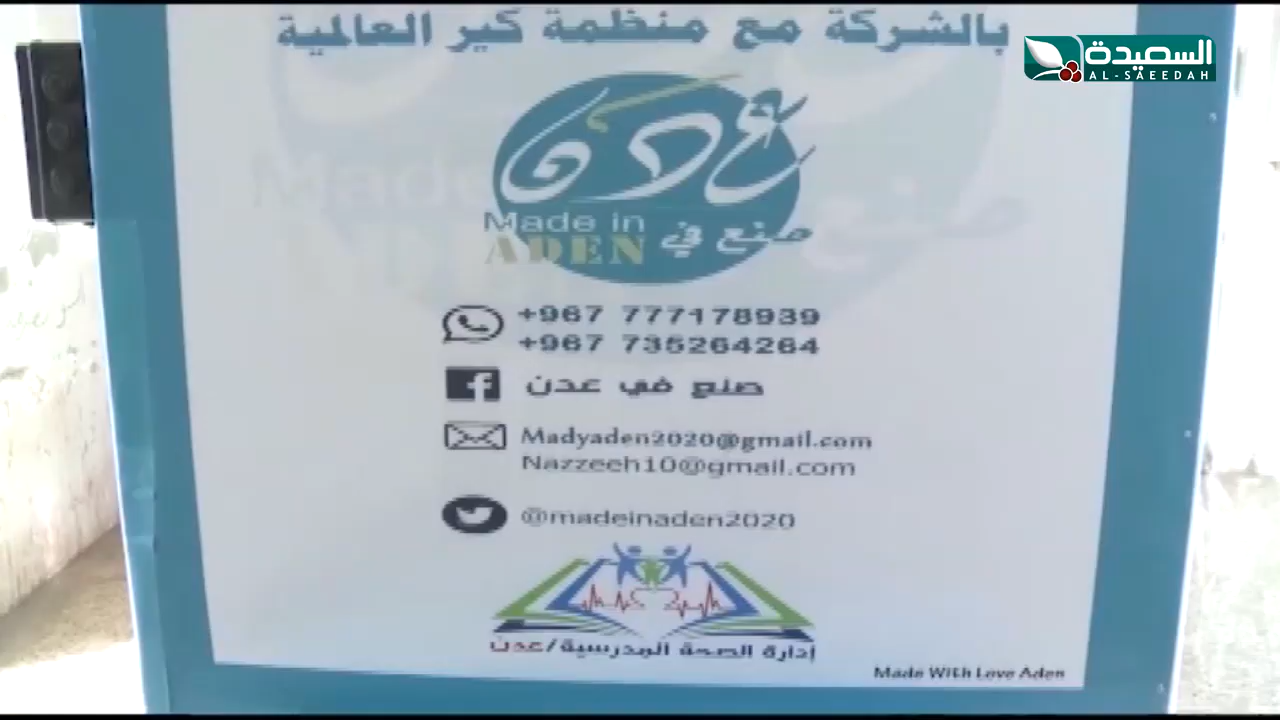 بالشركة مع منظمة كير العالمية
السعيدة
AL-SAEEDAH
عدن
Made in
ADEN
صنع في
+967 777178939
+967 735264264
صنع في عدن
Madyaden2020@gmail.com
Nazzeeh10@gmail.com
@madeinaden2020
إدارة الصحة المدرسية/عدن
Made With Love Aden